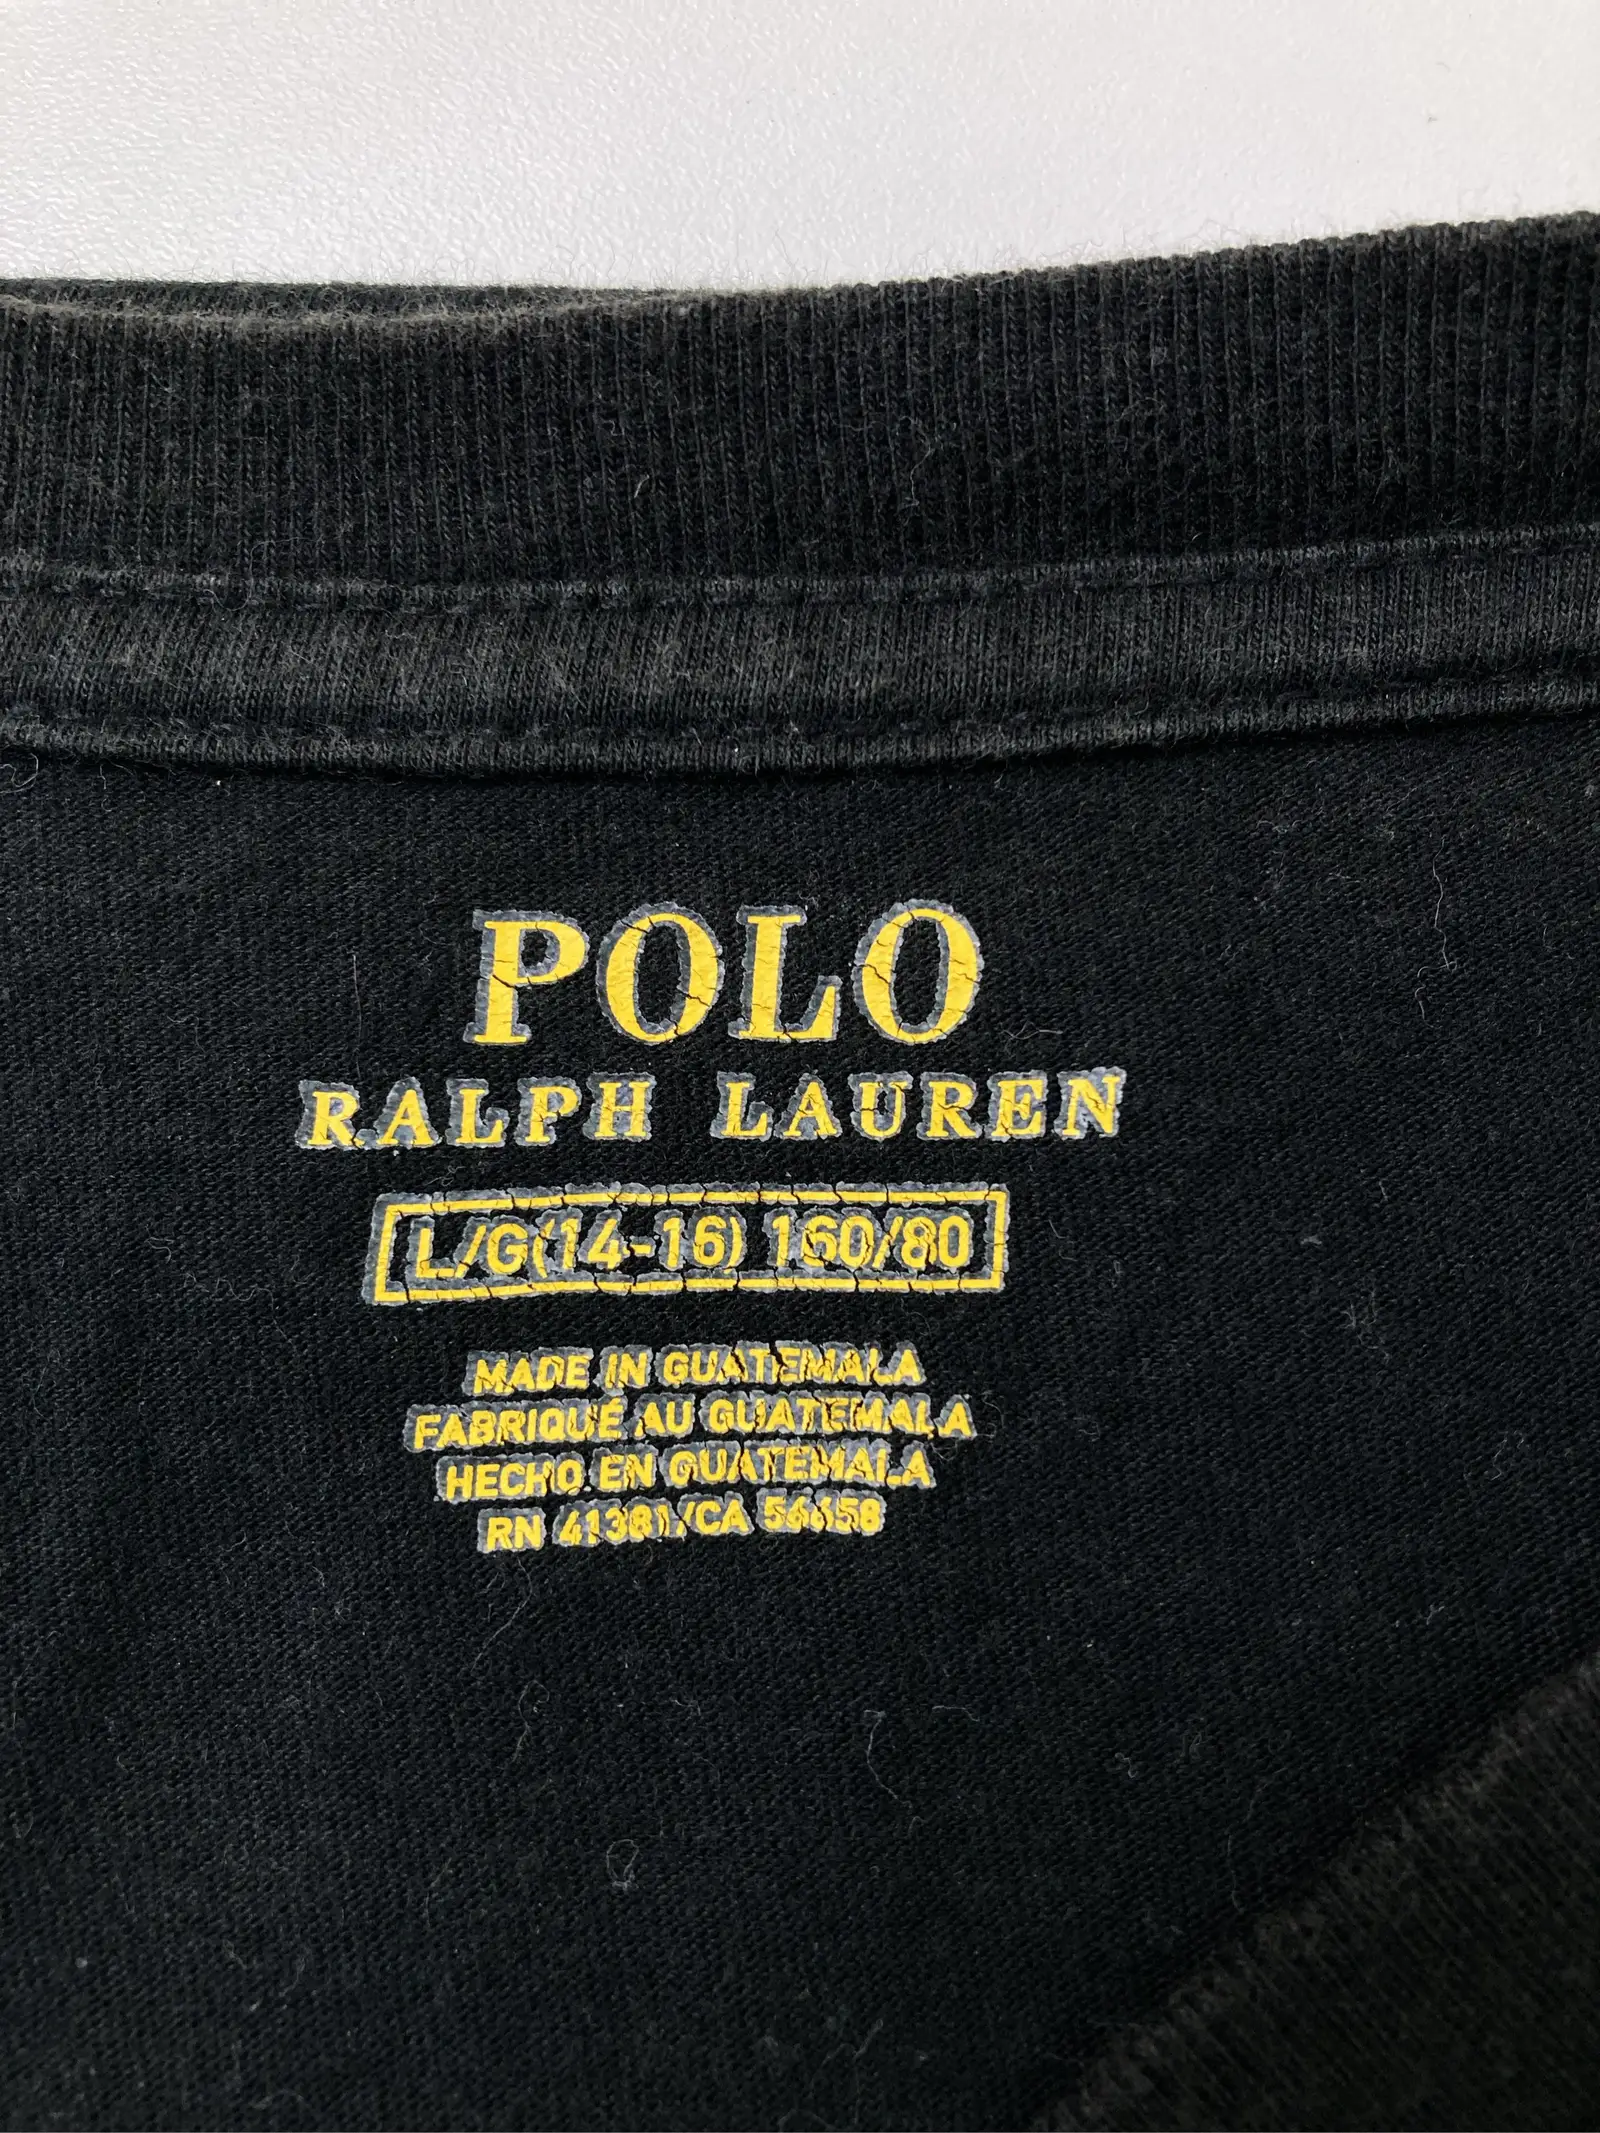 POLO
RALPH LAUREN
L/G(14-16) 160/80
MADE IN GUATEMALA
FABRIQUÉ AU GUATEMALA
HECHO EN GUATEMALA
RN 41381/CA 56658